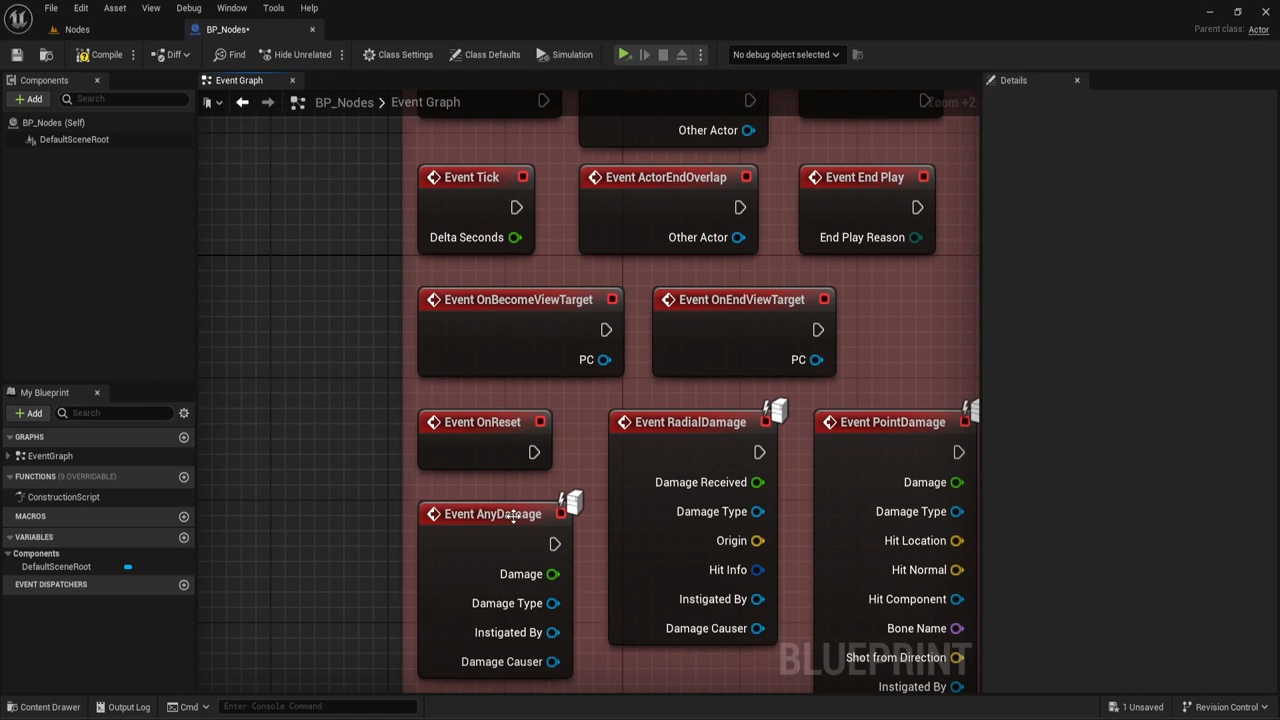 File Edit Asset View Debug Window Tools Help
Nodes BP_Nodes* Parent class: Actor
Compile Diff Find Hide Unrelated Class Settings Class Defaults Simulation No debug object selected
Components
Add Search
BP_Nodes (Self)
DefaultSceneRoot
My Blueprint
Add Search
GRAPHS
EventGraph
FUNCTIONS (9 OVERRIDABLE)
ConstructionScript
MACROS
VARIABLES
Components
DefaultSceneRoot
EVENT DISPATCHERS
Event Graph
BP_Nodes > Event Graph Zoom +2
Other Actor
Event Tick
Delta Seconds
Event ActorEndOverlap
Other Actor
Event End Play
End Play Reason
Event OnBecomeViewTarget
PC
Event OnEndViewTarget
PC
Event OnReset
Event AnyDamage
Damage
Damage Type
Instigated By
Damage Causer
Event RadialDamage
Damage Received
Damage Type
Origin
Hit Info
Instigated By
Damage Causer
Event PointDamage
Damage
Damage Type
Hit Location
Hit Normal
Hit Component
Bone Name
Shot from Direction
Instigated By
BLUEPRINT
Details
Content Drawer Output Log Cmd Enter Console Command 1 Unsaved Revision Control